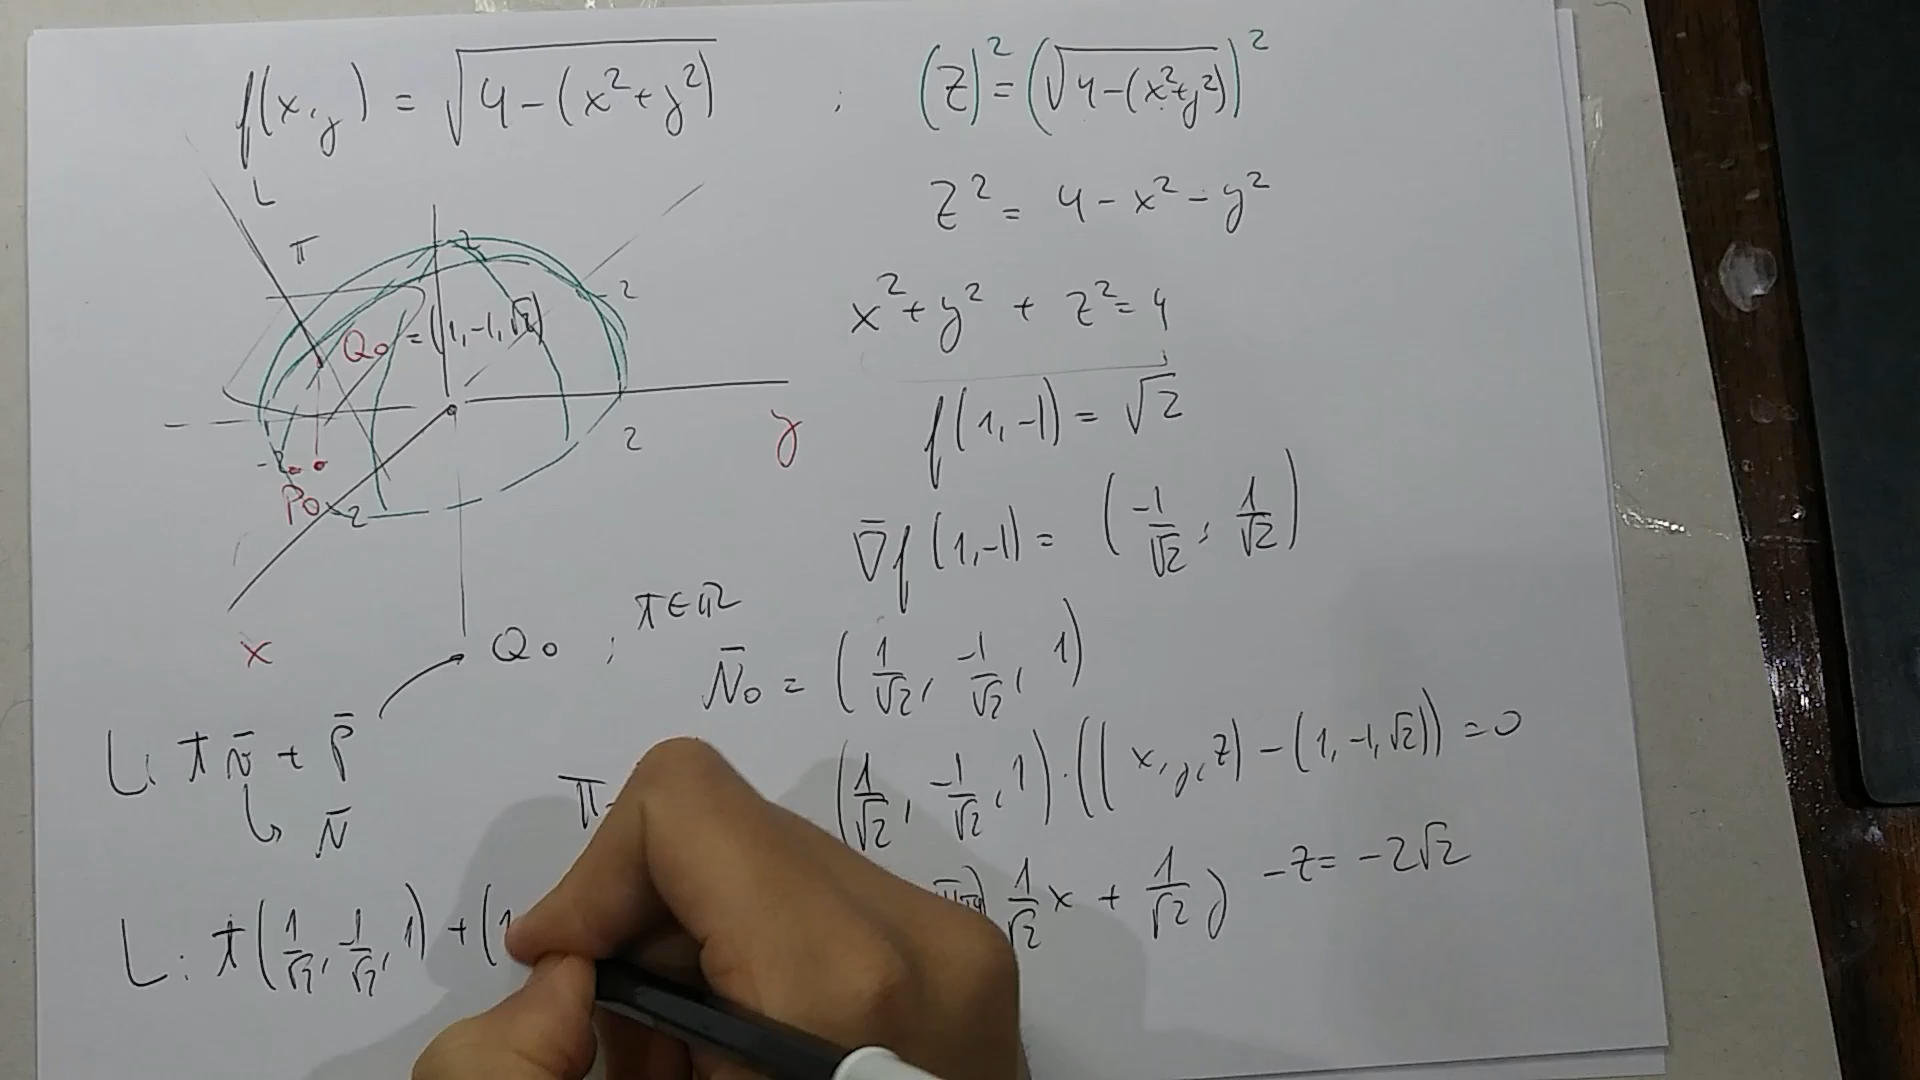 f(x,y) = √(4-(x²+y²)) ; (Z)² = (√(4-(x²+y²)))²
Z² = 4-x²-y²
x²+y² + z² = 4
L
π
2
2
Q₀ = (1,-1,√2)
f(1,-1) = √2
y
2
-2
P₀
2
∇̄f(1,-1) = (-1/√2 ; 1/√2)
x
Q₀ ; t∈ℝ
N̄₀ = (1/√2, -1/√2, 1)
L: t N̄ + P̄
N̄
π: (1/√2, -1/√2, 1)·((x,y,z) - (1,-1,√2)) = 0
1/√2 x + 1/√2 y -z = -2√2
L: t(1/√2, -1/√2, 1) + (1